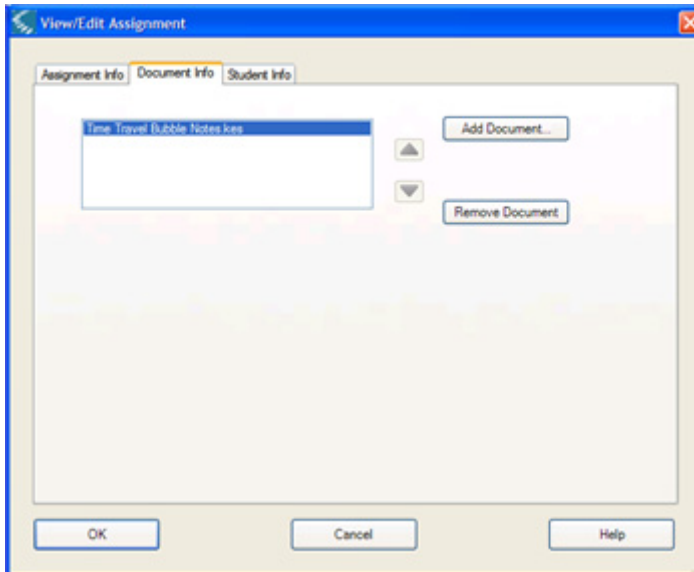 View/Edit Assignment
Assignment Info Document Info Student Info
Time Travel Bubble Notes.kes
Add Document...
Remove Document
OK Cancel Help